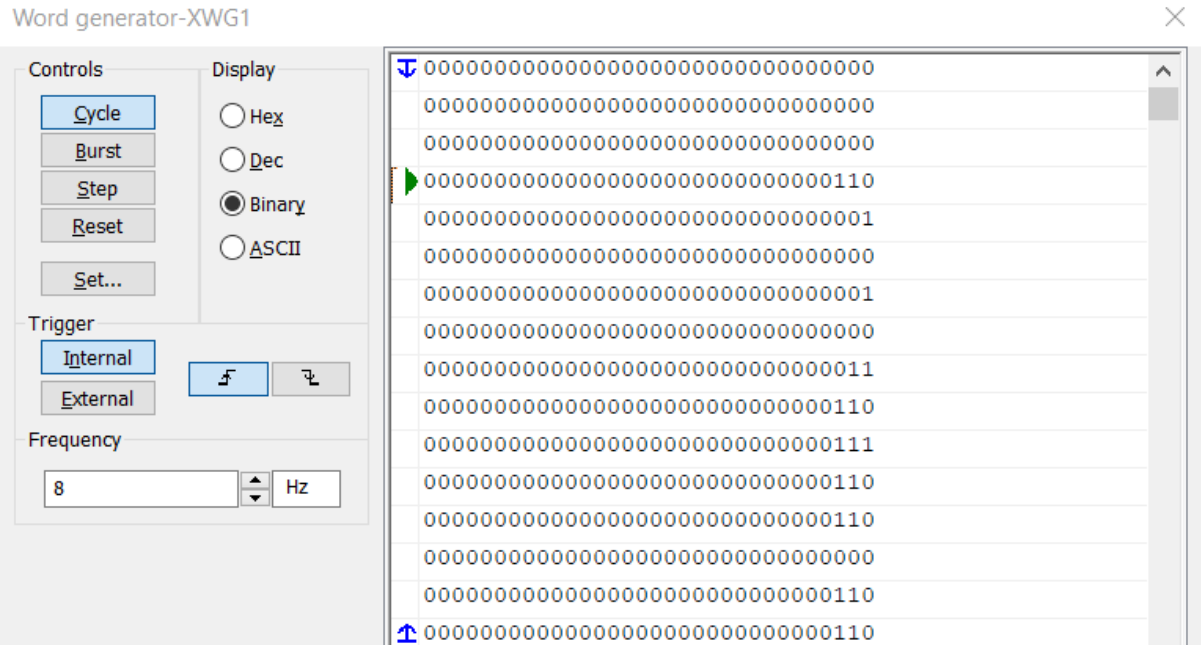 Word generator-XWG1
Controls
Cycle
Burst
Step
Reset
Set...
Display
Hex
Dec
Binary
ASCII
Trigger
Internal
External
Frequency
8 Hz
00000000000000000000000000000000
00000000000000000000000000000000
00000000000000000000000000000000
00000000000000000000000000000110
00000000000000000000000000000001
00000000000000000000000000000000
00000000000000000000000000000001
00000000000000000000000000000000
00000000000000000000000000000011
00000000000000000000000000000110
00000000000000000000000000000111
00000000000000000000000000000110
00000000000000000000000000000110
00000000000000000000000000000000
00000000000000000000000000000110
00000000000000000000000000000110